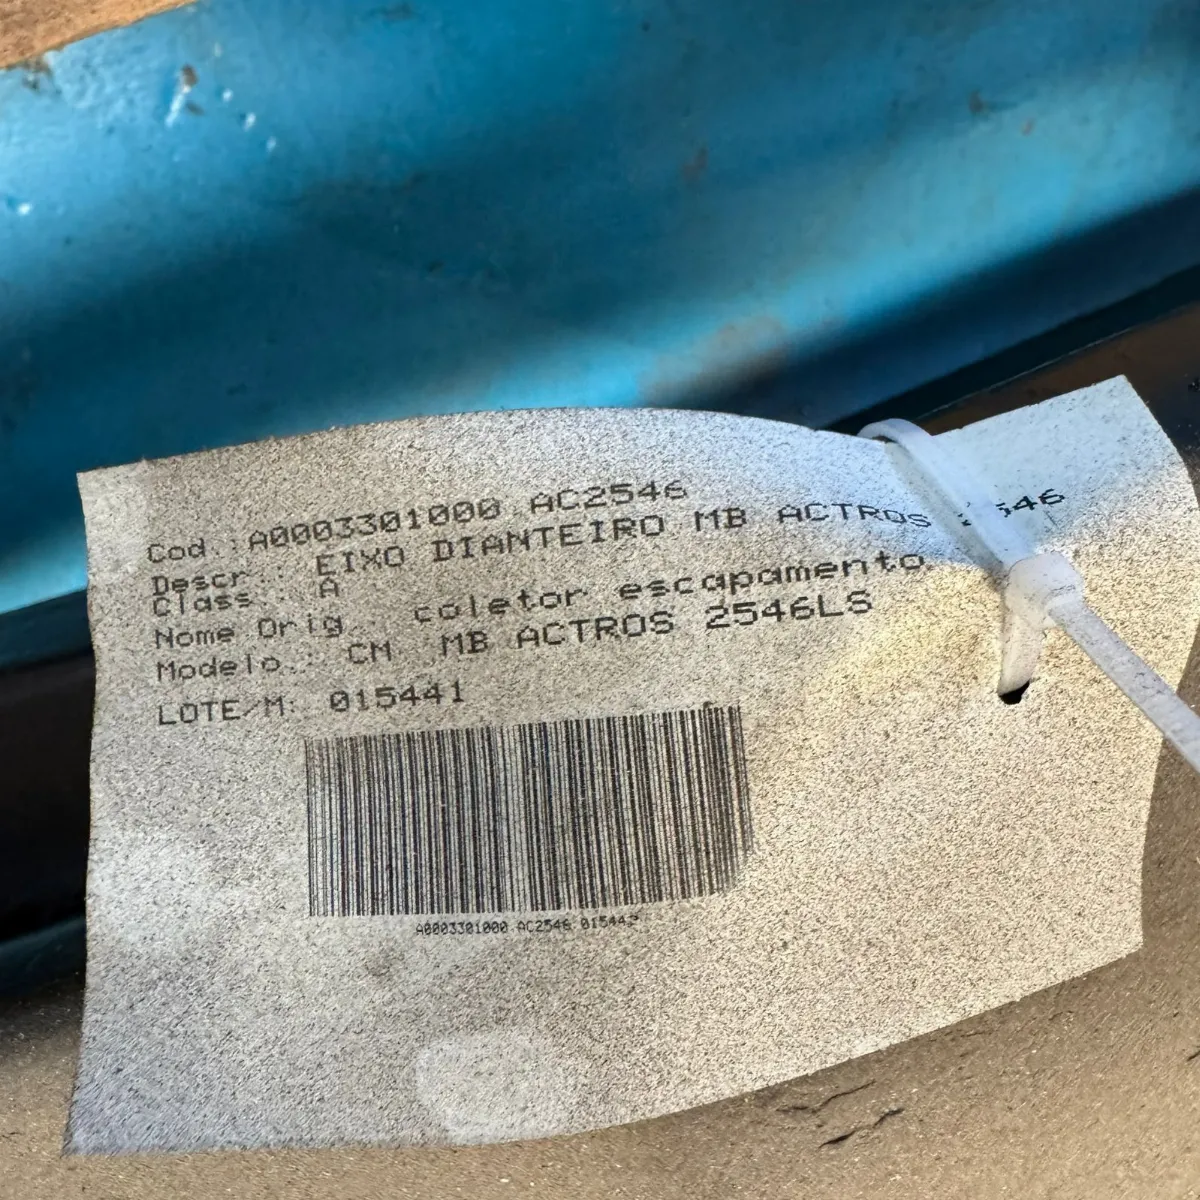 Cod.:A0003301000.AC2546
Descr.: EIXO DIANTEIRO MB ACTROS 2546
Class.: A
Nome Orig.: coletor escapamento
Modelo.: CM MB ACTROS 2546LS
LOTE/M: 015441
A0003301000.AC2546